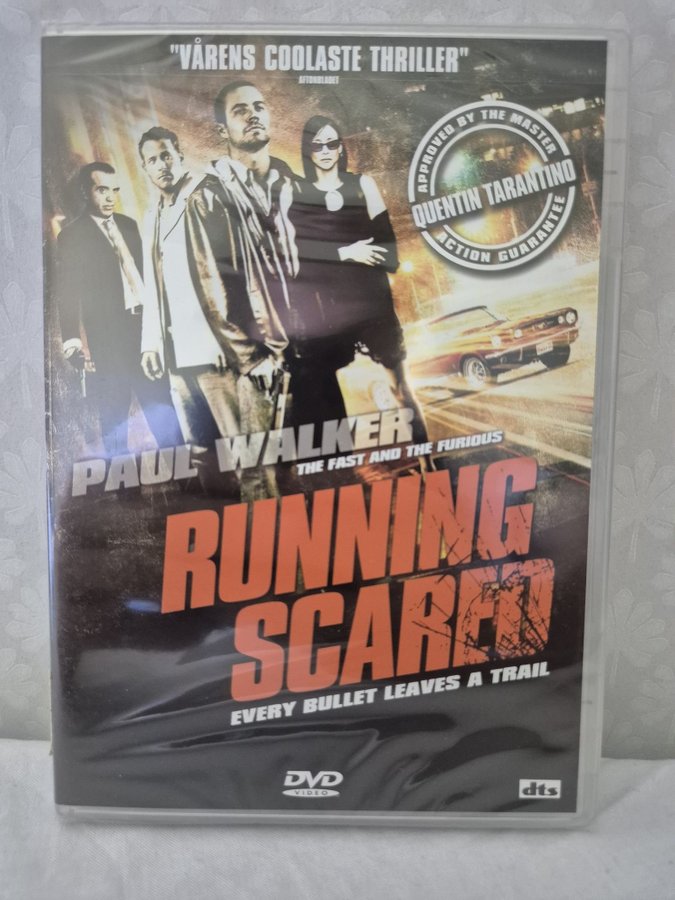 "VÅRENS COOLASTE THRILLER"
AFTONBLADET
APPROVED BY THE MASTER
QUENTIN TARANTINO
ACTION GUARANTEE
PAUL WALKER
THE FAST AND THE FURIOUS
RUNNING
SCARED
EVERY BULLET LEAVES A TRAIL
DVD
VIDEO
dts